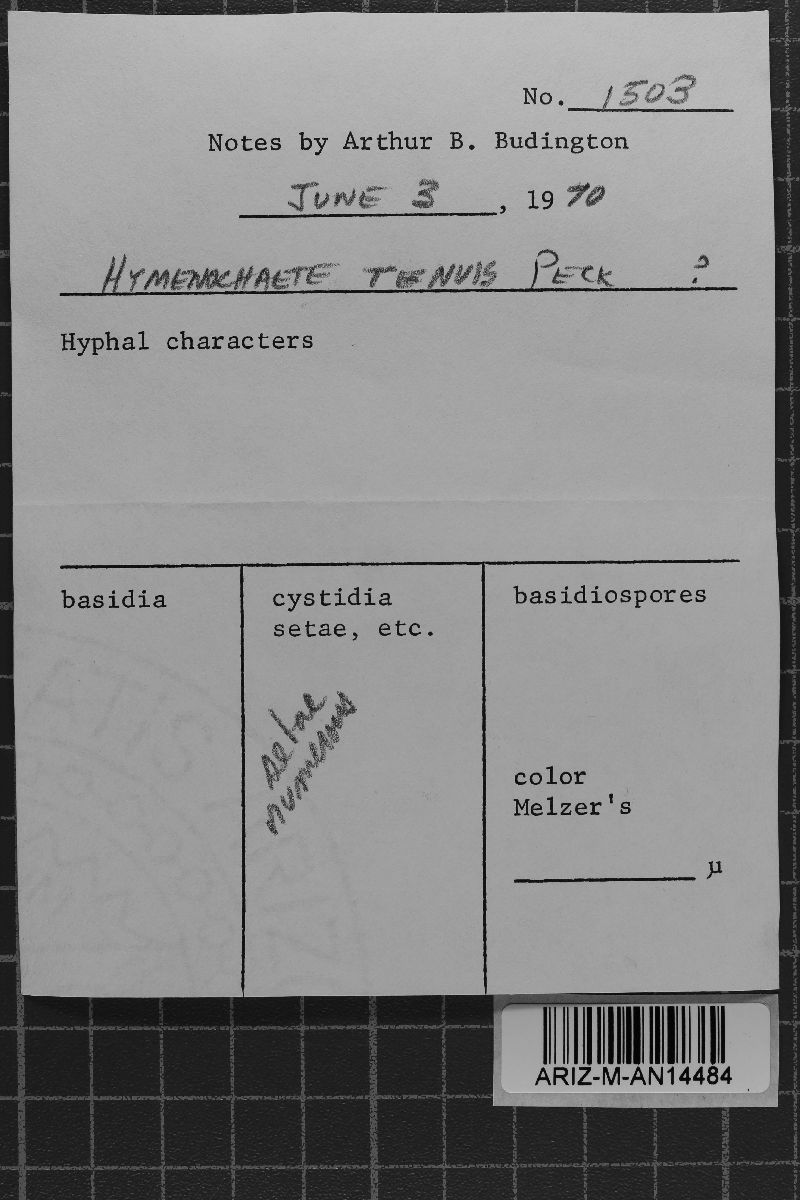 No. 1503
Notes by Arthur B. Budington
JUNE 3, 1970
HYMENOCHAETE TENUIS PECK ?
Hyphal characters
basidia
cystidia
setae, etc.
setae
numerous
basidiospores
color
Melzer's
µ
ARIZ-M-AN14484